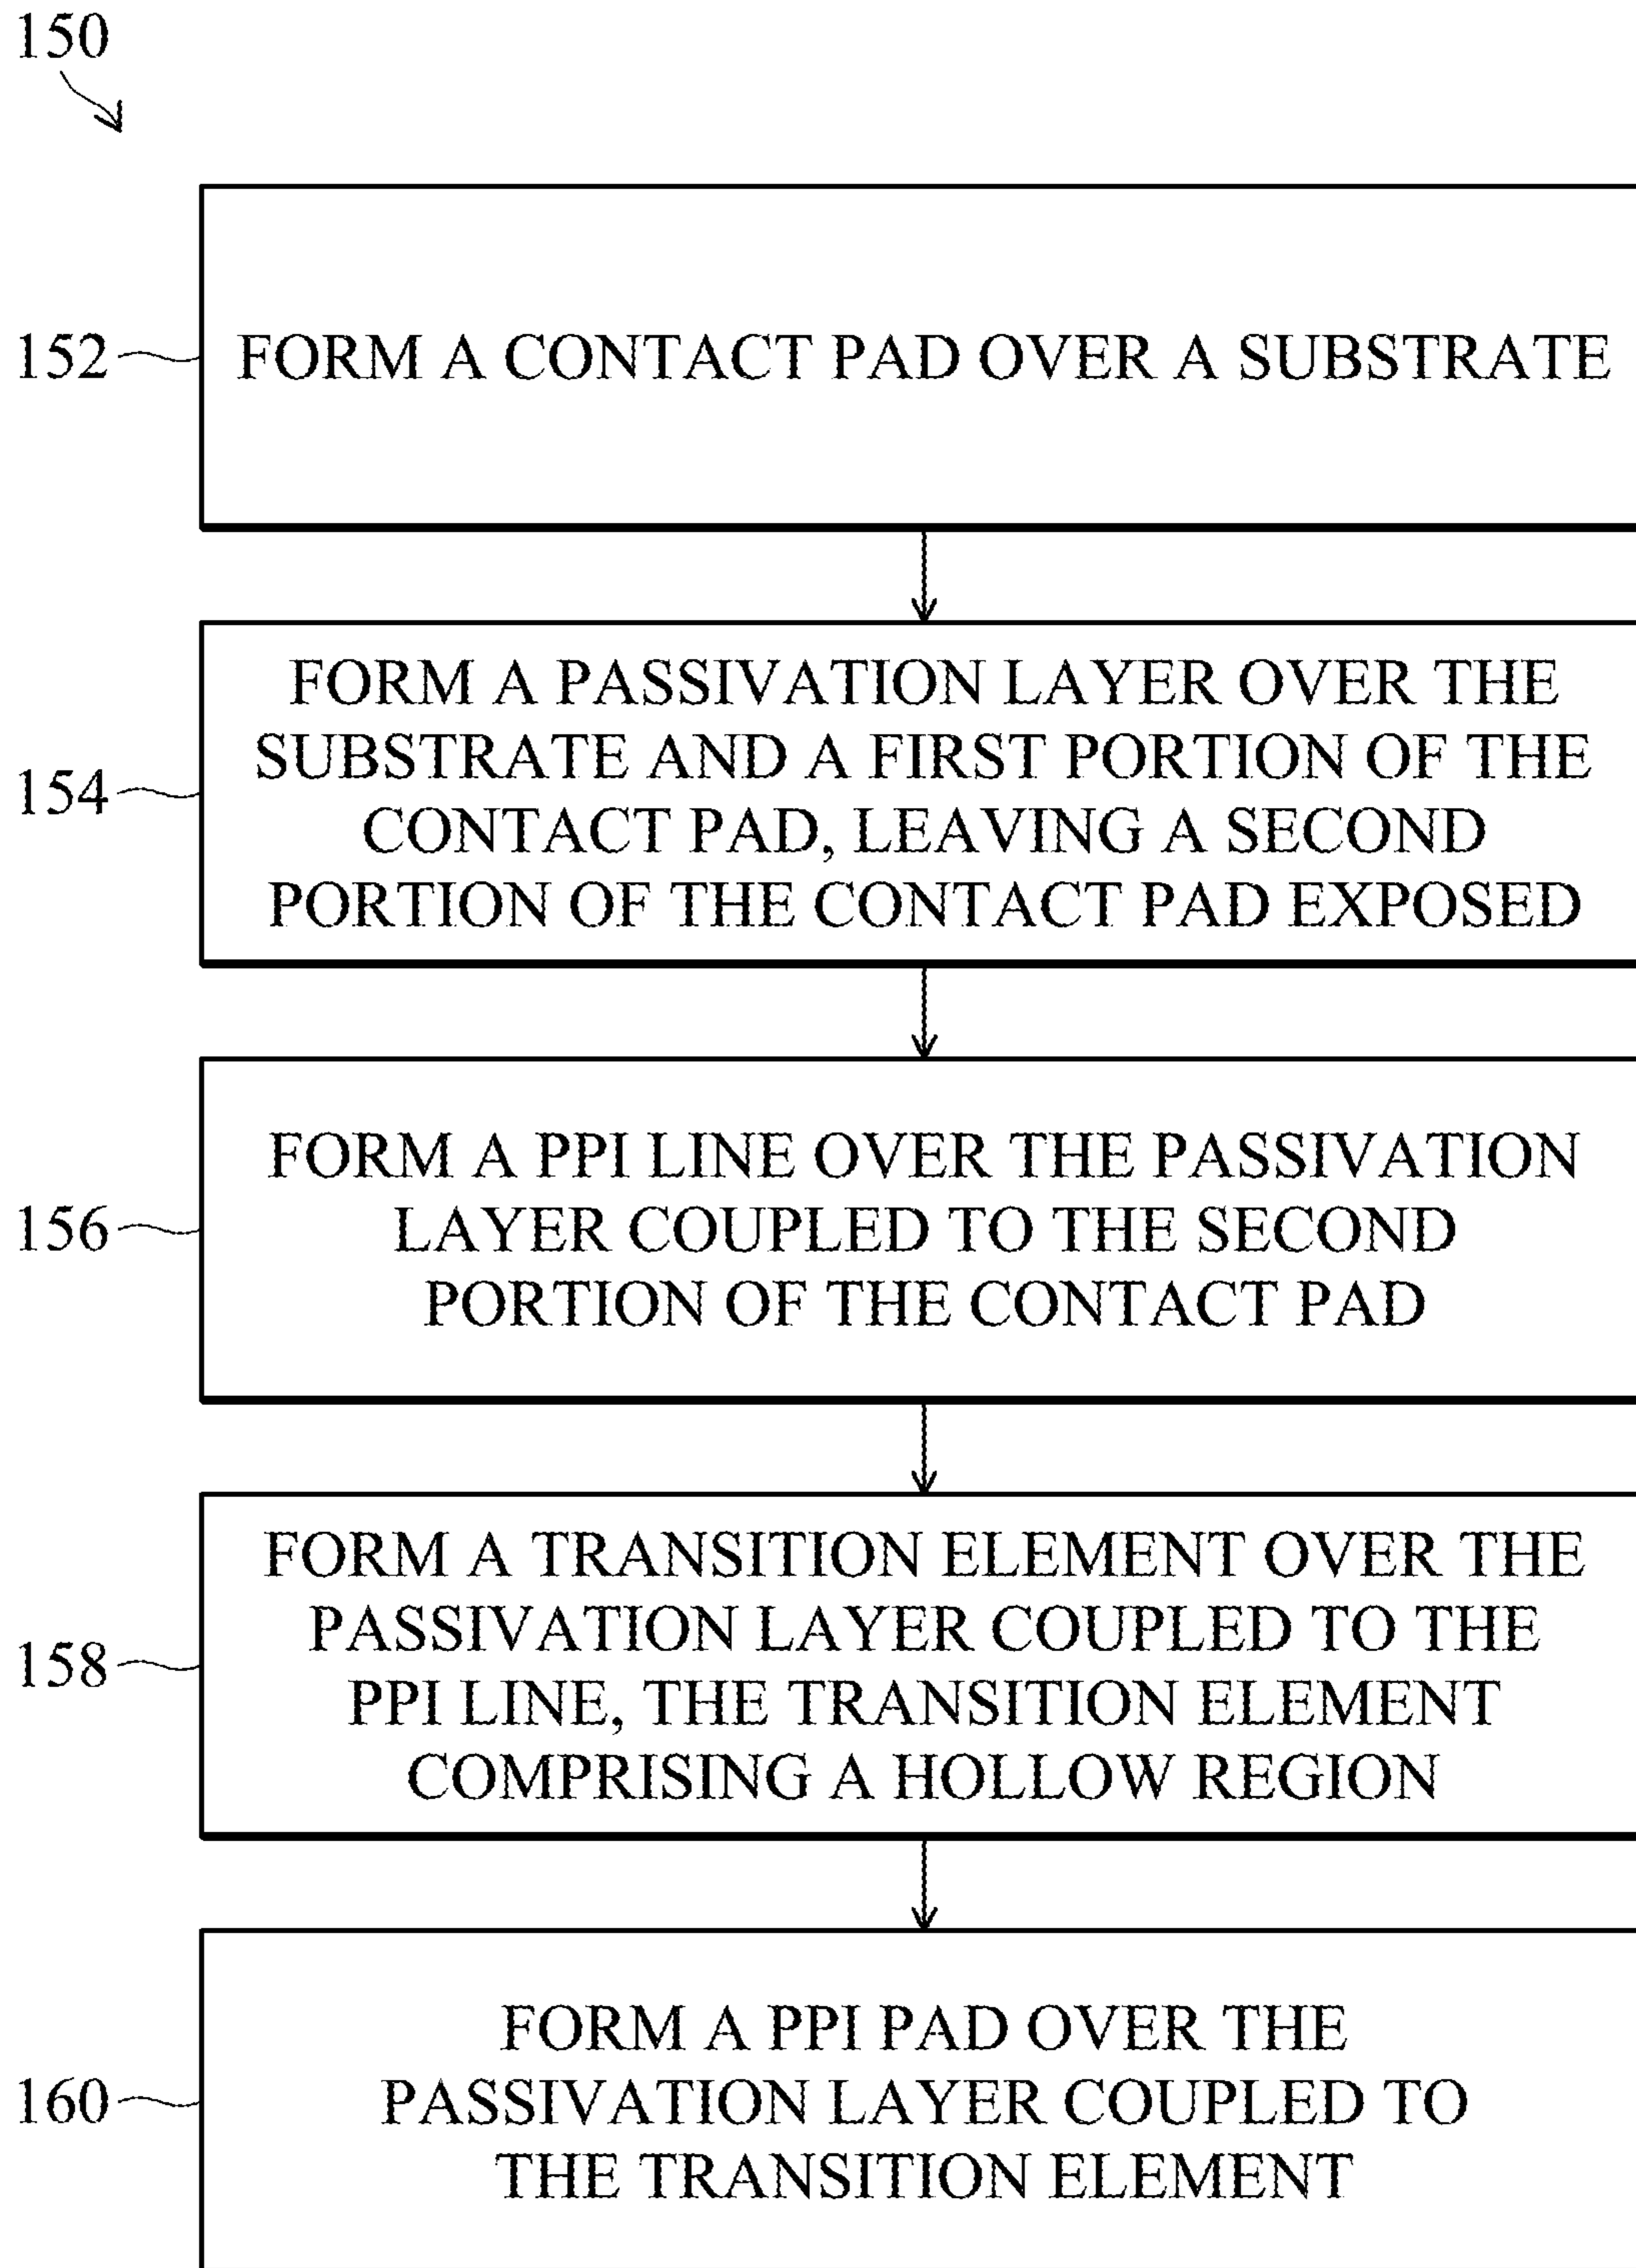 150
152
FORM A CONTACT PAD OVER A SUBSTRATE
154
FORM A PASSIVATION LAYER OVER THE
SUBSTRATE AND A FIRST PORTION OF THE
CONTACT PAD, LEAVING A SECOND
PORTION OF THE CONTACT PAD EXPOSED
156
FORM A PPI LINE OVER THE PASSIVATION
LAYER COUPLED TO THE SECOND
PORTION OF THE CONTACT PAD
158
FORM A TRANSITION ELEMENT OVER THE
PASSIVATION LAYER COUPLED TO THE
PPI LINE, THE TRANSITION ELEMENT
COMPRISING A HOLLOW REGION
160
FORM A PPI PAD OVER THE
PASSIVATION LAYER COUPLED TO
THE TRANSITION ELEMENT